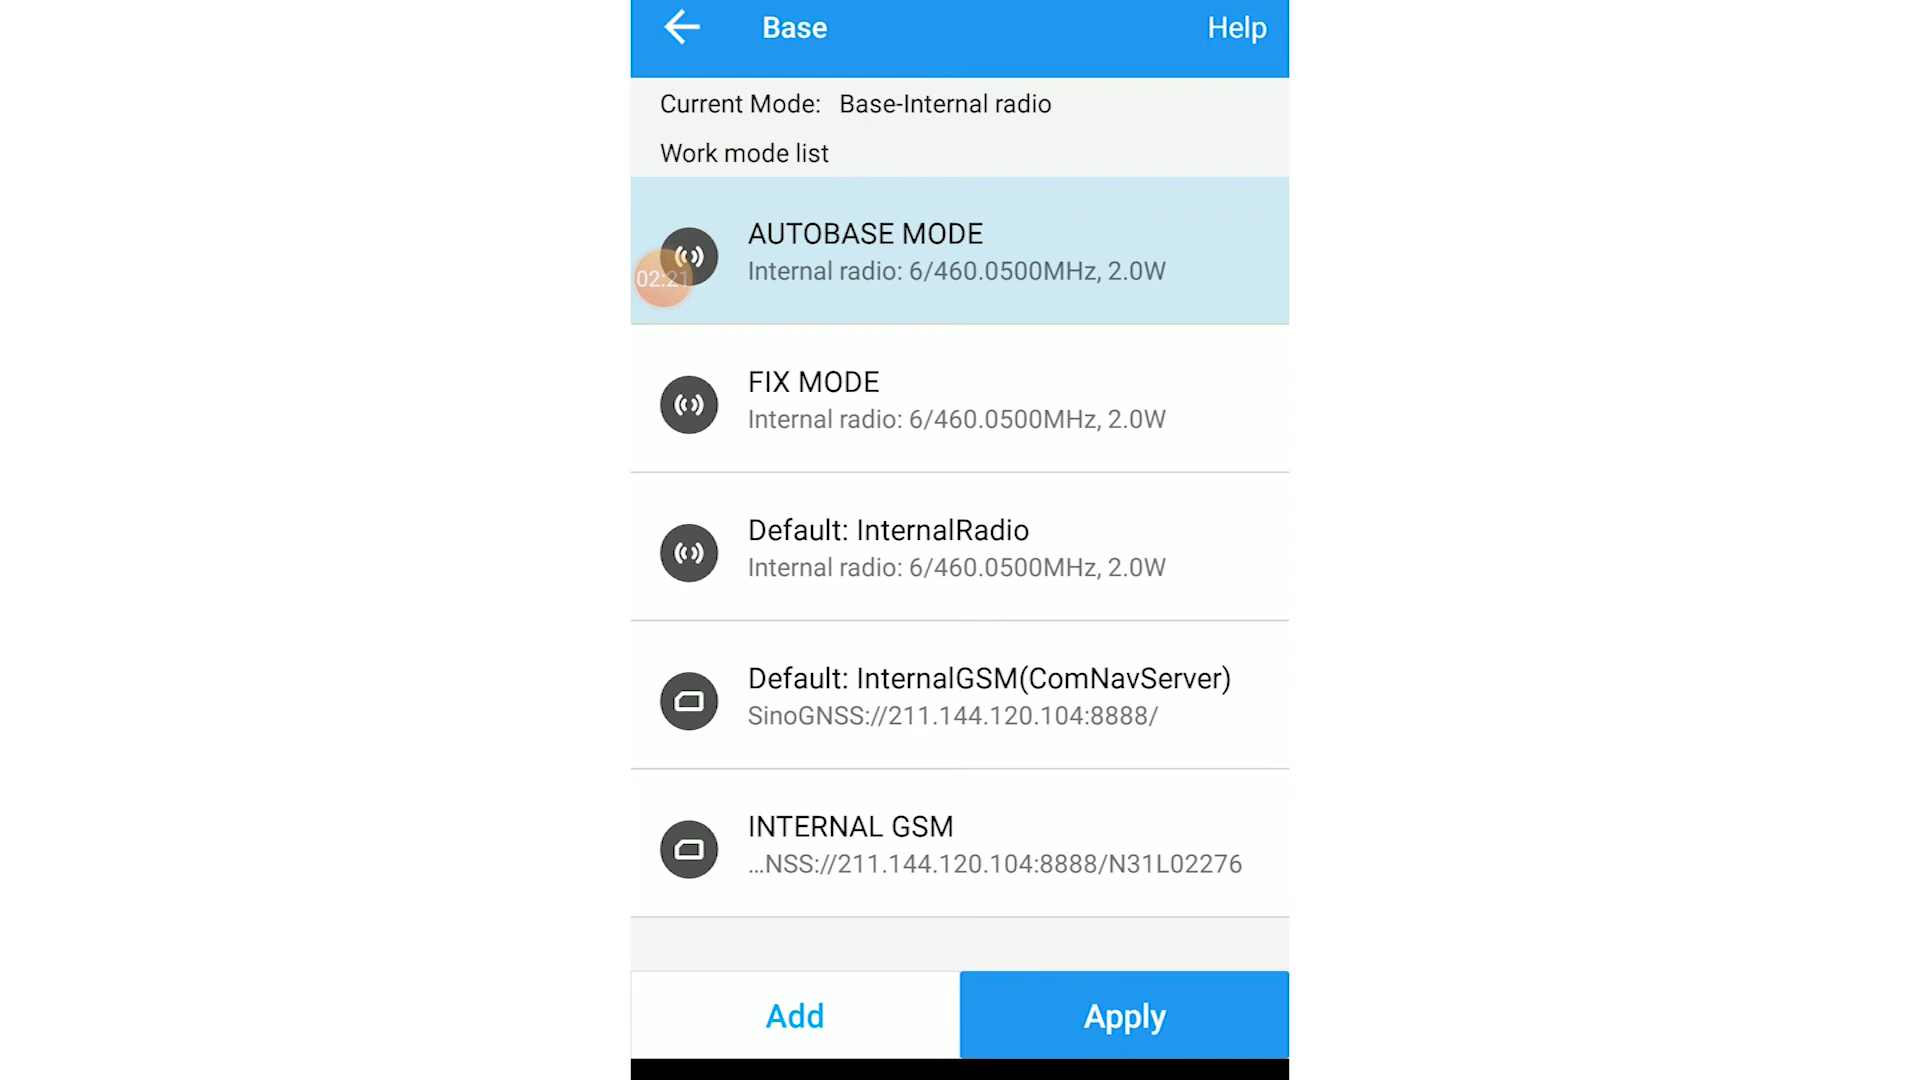 Base
Help
Current Mode: Base-Internal radio
Work mode list
AUTOBASE MODE
Internal radio: 6/460.0500MHz, 2.0W
02:21
FIX MODE
Internal radio: 6/460.0500MHz, 2.0W
Default: InternalRadio
Internal radio: 6/460.0500MHz, 2.0W
Default: InternalGSM(ComNavServer)
SinoGNSS://211.144.120.104:8888/
INTERNAL GSM
...NSS://211.144.120.104:8888/N31L02276
Add
Apply